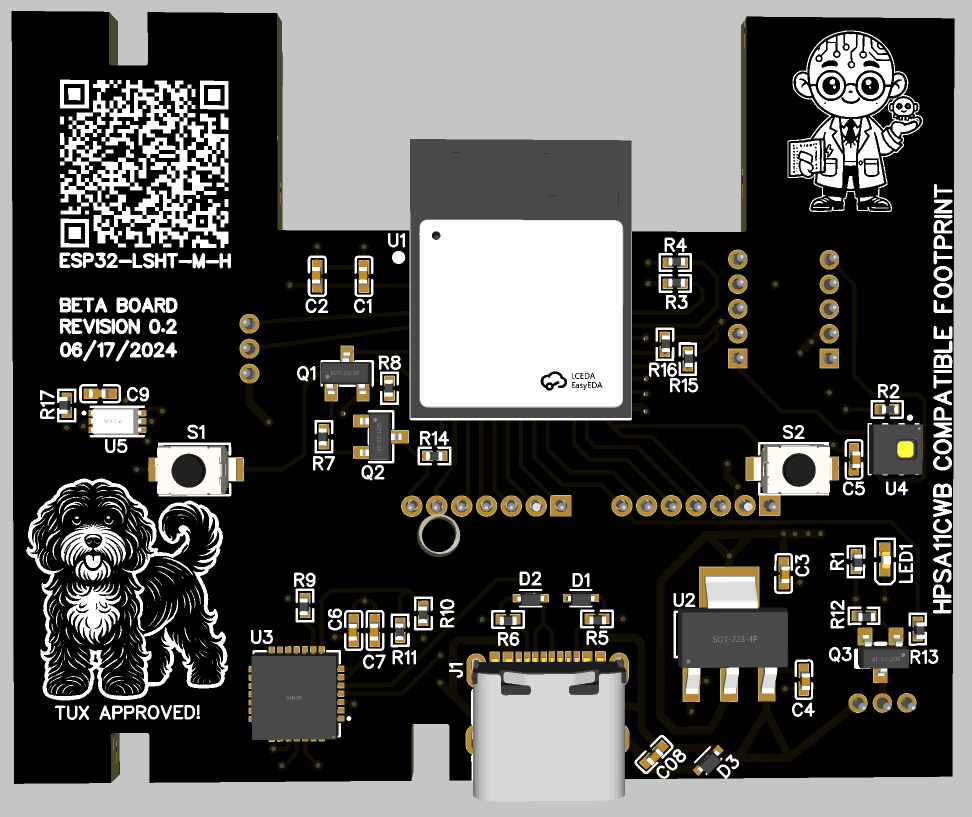 ESP32-LSHT-M-H
BETA BOARD
REVISION 0.2
06/17/2024
U1
C2
C1
R4
R3
R16
R15
LCEDA
EasyEDA
HPSA11CWB COMPATIBLE FOOTPRINT
Q1
SOT-23-3P
R8
R7
Q2
R14
R17
C9
U5
S1
S2
R2
C5
U4
TUX APPROVED!
R9
C6
C7
R11
R10
U3
D2
D1
R6
R5
J1
U2
SOT-223-4P
C3
C4
R1
LED1
R12
Q3
R13
C08
D3